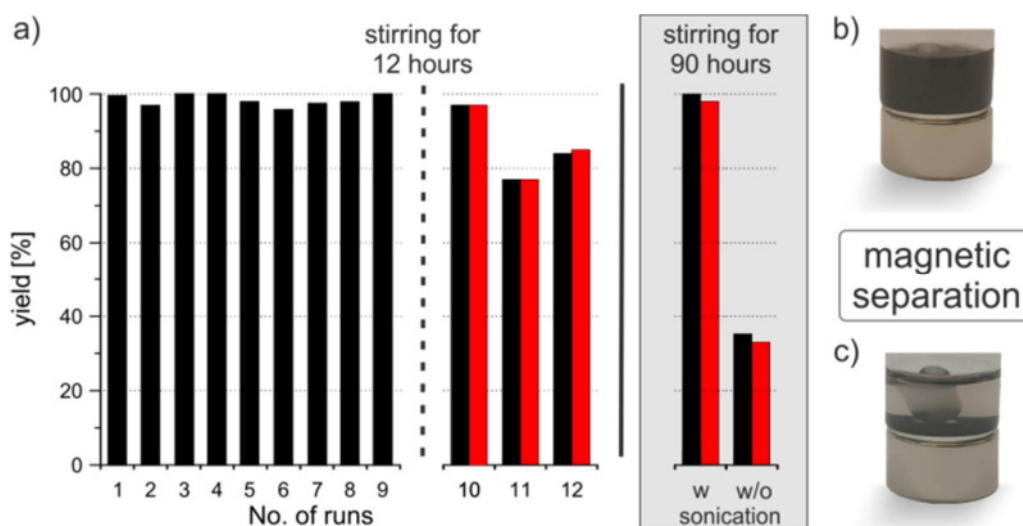 a)
stirring for
12 hours
stirring for
90 hours
b)
100
80
60
40
20
0
yield [%]
1 2 3 4 5 6 7 8 9 10 11 12
No. of runs
w w/o
sonication
magnetic
separation
c)